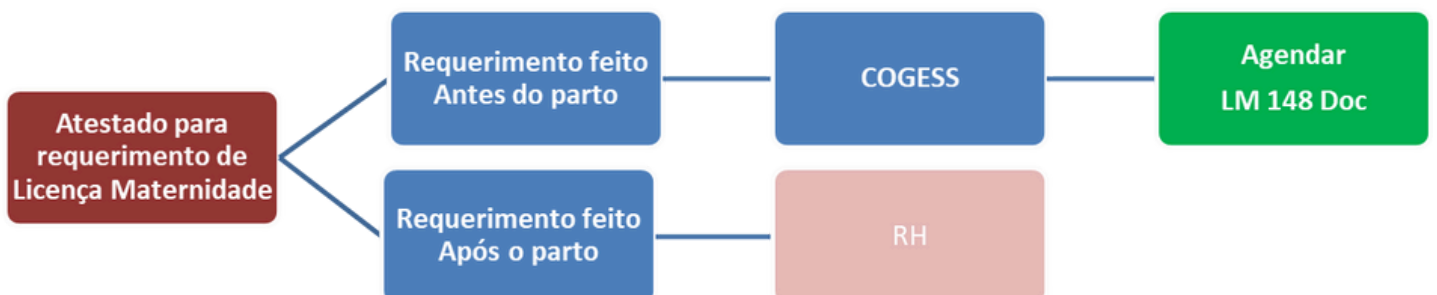 Atestado para
requerimento de
Licença Maternidade
Requerimento feito
Antes do parto
COGESS
Agendar
LM 148 Doc
Requerimento feito
Após o parto
RH